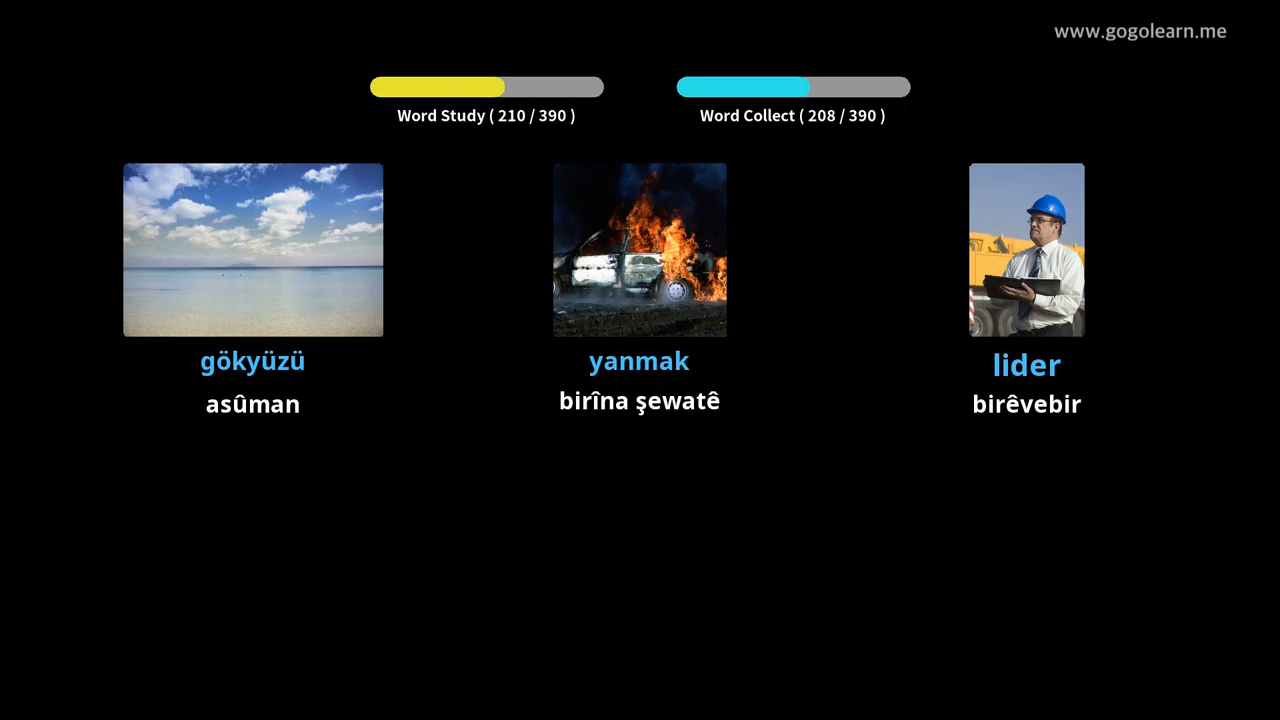 www.gogolearn.me
Word Study ( 210 / 390 )
Word Collect ( 208 / 390 )
gökyüzü
asûman
yanmak
birîna şewatê
lider
birêvebir